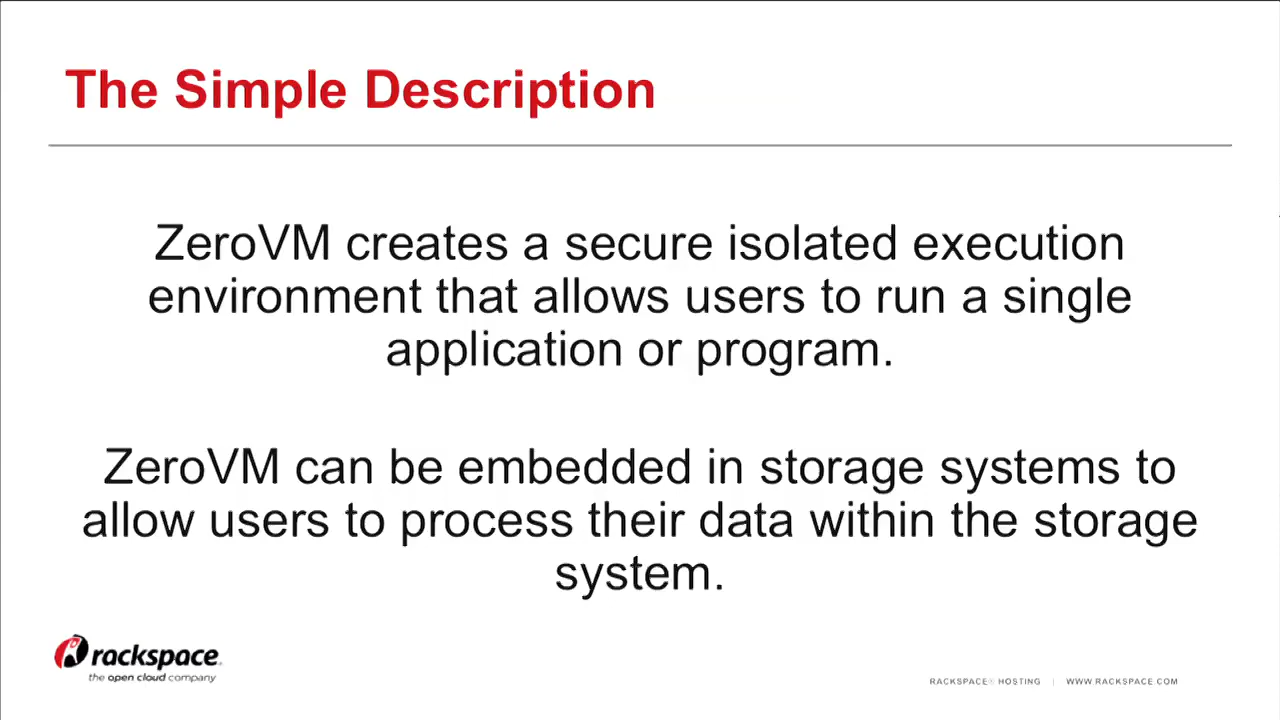 The Simple Description
ZeroVM creates a secure isolated execution
environment that allows users to run a single
application or program.
ZeroVM can be embedded in storage systems to
allow users to process their data within the storage
system.
rackspace.
the open cloud company
RACKSPACE® HOSTING | WWW.RACKSPACE.COM